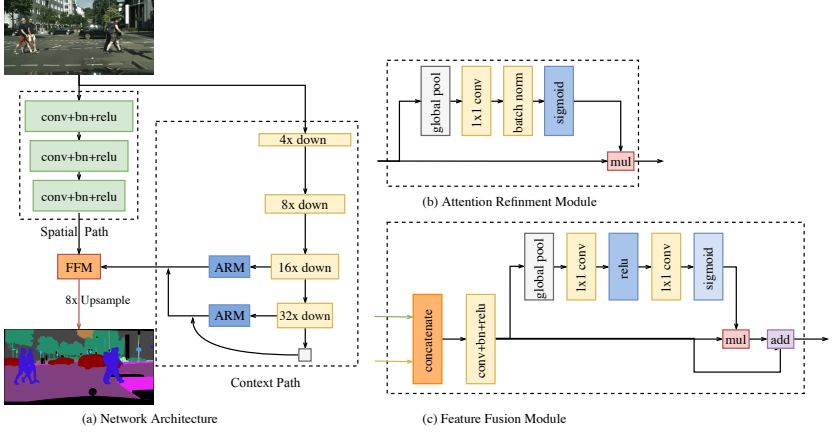 conv+bn+relu
conv+bn+relu
conv+bn+relu
Spatial Path
FFM
8x Upsample
4x down
8x down
ARM
16x down
ARM
32x down
Context Path
(a) Network Architecture
global pool
1x1 conv
batch norm
sigmoid
mul
(b) Attention Refinment Module
concatenate
conv+bn+relu
global pool
1x1 conv
relu
1x1 conv
sigmoid
mul
add
(c) Feature Fusion Module